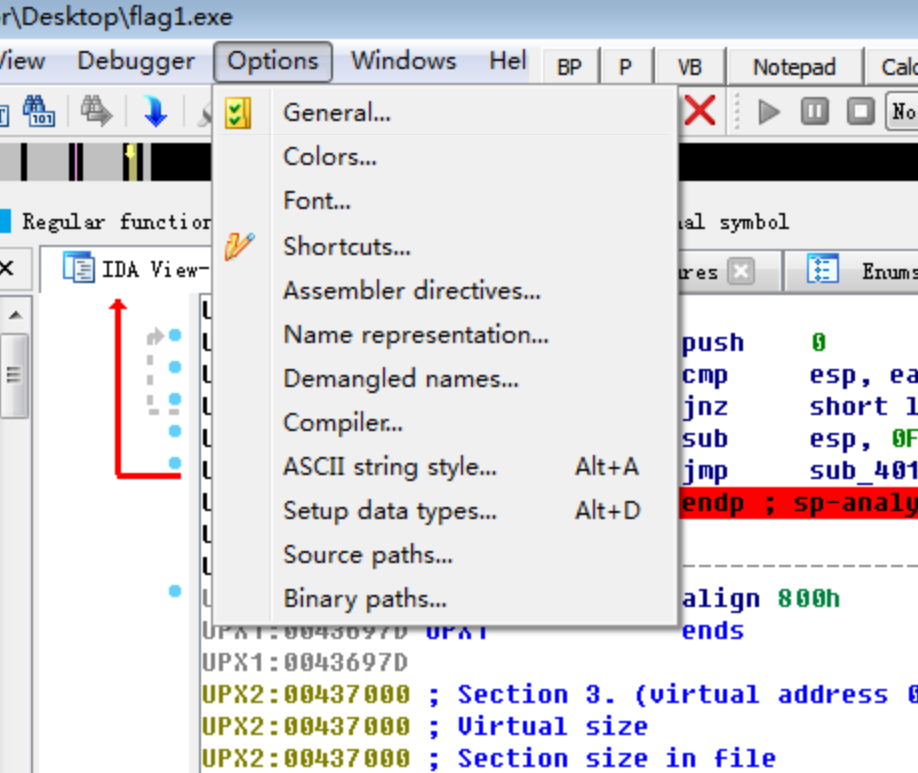 r\Desktop\flag1.exe
View Debugger Options Windows Hel BP P VB Notepad Calc
101 No
General...
Colors...
Regular function al symbol
Font...
Shortcuts...
IDA View- ures Enums
Assembler directives...
Name representation... push 0
Demangled names... cmp esp, ea
jnz short l
Compiler...
sub esp, 0F
ASCII string style... Alt+A jmp sub_401
Setup data types... Alt+D endp ; sp-analy
Source paths...
Binary paths... align 800h
UPX1:0043697D UPX1 ends
UPX1:0043697D
UPX2:00437000 ; Section 3. (virtual address 0
UPX2:00437000 ; Virtual size
UPX2:00437000 ; Section size in file